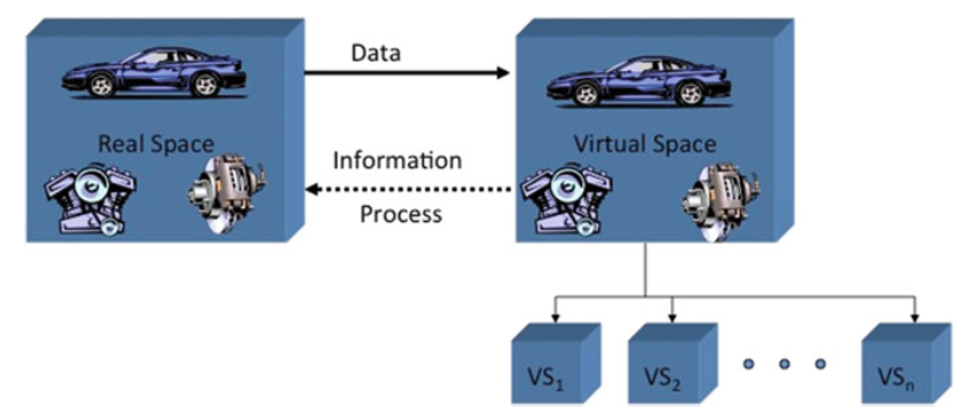 Data
Real Space
Virtual Space
Information
Process
VS₁
VS₂
VSₙ